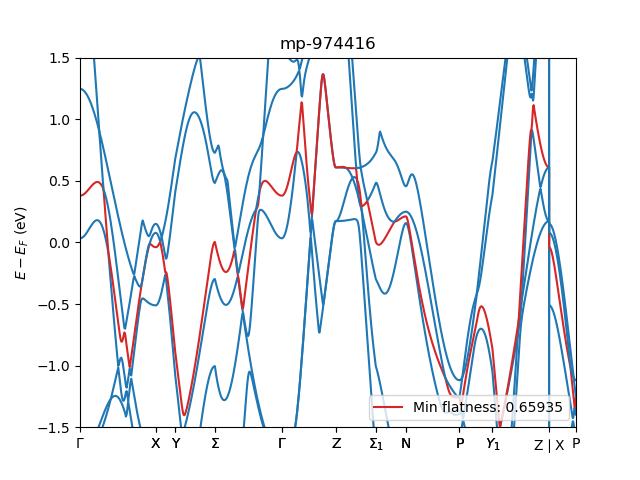 mp-974416
E − E_F (eV)
1.5
1.0
0.5
0.0
−0.5
−1.0
−1.5
Min flatness: 0.65935
Γ X Y Σ Γ Z Σ₁ N P Y₁ Z | X P